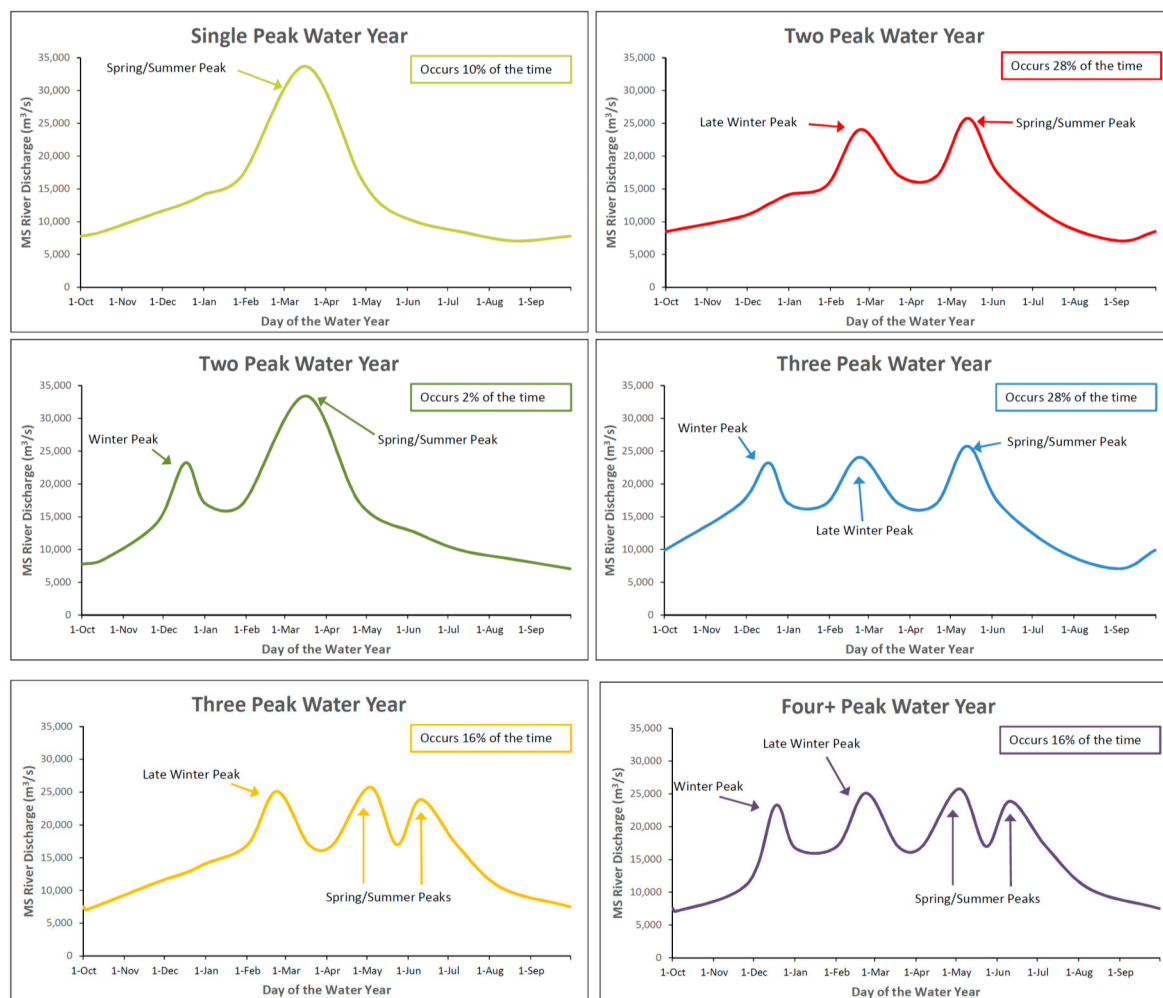 Single Peak Water Year
Occurs 10% of the time
Spring/Summer Peak
MS River Discharge (m³/s)
35,000
30,000
25,000
20,000
15,000
10,000
5,000
0
1-Oct 1-Nov 1-Dec 1-Jan 1-Feb 1-Mar 1-Apr 1-May 1-Jun 1-Jul 1-Aug 1-Sep
Day of the Water Year
Two Peak Water Year
Occurs 28% of the time
Late Winter Peak
Spring/Summer Peak
MS River Discharge (m³/s)
35,000
30,000
25,000
20,000
15,000
10,000
5,000
0
1-Oct 1-Nov 1-Dec 1-Jan 1-Feb 1-Mar 1-Apr 1-May 1-Jun 1-Jul 1-Aug 1-Sep
Day of the Water Year
Two Peak Water Year
Occurs 2% of the time
Winter Peak
Spring/Summer Peak
MS River Discharge (m³/s)
35,000
30,000
25,000
20,000
15,000
10,000
5,000
0
1-Oct 1-Nov 1-Dec 1-Jan 1-Feb 1-Mar 1-Apr 1-May 1-Jun 1-Jul 1-Aug 1-Sep
Day of the Water Year
Three Peak Water Year
Occurs 28% of the time
Winter Peak
Spring/Summer Peak
Late Winter Peak
MS River Discharge (m³/s)
35,000
30,000
25,000
20,000
15,000
10,000
5,000
0
1-Oct 1-Nov 1-Dec 1-Jan 1-Feb 1-Mar 1-Apr 1-May 1-Jun 1-Jul 1-Aug 1-Sep
Day of the Water Year
Three Peak Water Year
Occurs 16% of the time
Late Winter Peak
Spring/Summer Peaks
MS River Discharge (m³/s)
35,000
30,000
25,000
20,000
15,000
10,000
5,000
0
1-Oct 1-Nov 1-Dec 1-Jan 1-Feb 1-Mar 1-Apr 1-May 1-Jun 1-Jul 1-Aug 1-Sep
Day of the Water Year
Four+ Peak Water Year
Occurs 16% of the time
Late Winter Peak
Winter Peak
Spring/Summer Peaks
MS River Discharge (m³/s)
35,000
30,000
25,000
20,000
15,000
10,000
5,000
0
1-Oct 1-Nov 1-Dec 1-Jan 1-Feb 1-Mar 1-Apr 1-May 1-Jun 1-Jul 1-Aug 1-Sep
Day of the Water Year